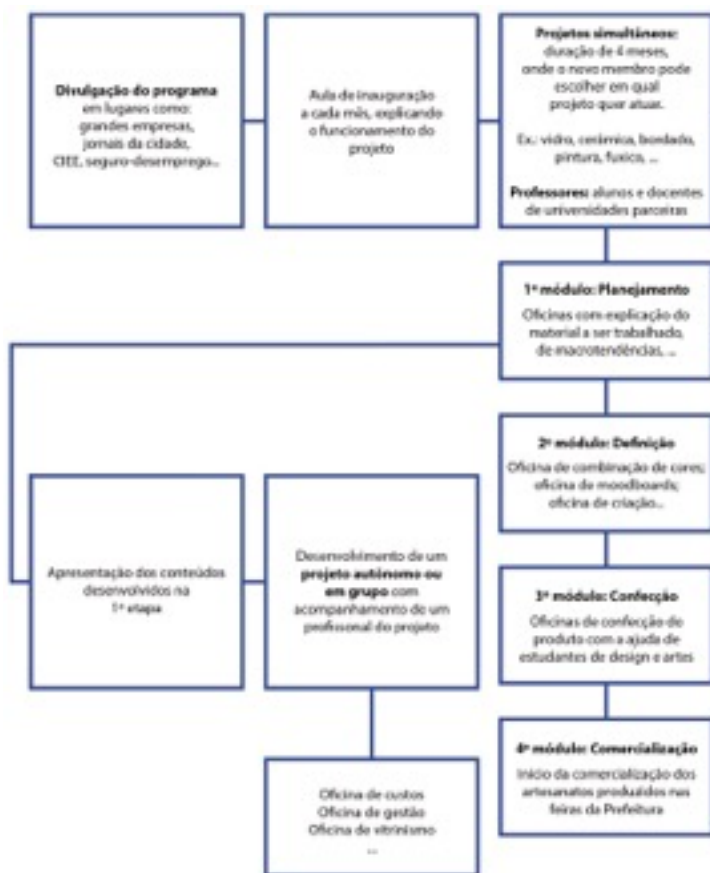 Divulgação do programa
em lugares como:
grandes empresas,
jornais da cidade,
CIEE, seguro-desemprego...
Aula de inauguração
a cada mês, explicando
o funcionamento do
projeto
Projetos simultâneos:
duração de 4 meses,
onde o novo membro pode
escolher em qual
projeto quer atuar.
Ex.: vidro, cerâmica, bordado,
pintura, fuxico, ...
Professores: alunos e docentes
de universidades parceiras
1º módulo: Planejamento
Oficinas com explicação do
material a ser trabalhado,
de macrotendências, ...
2º módulo: Definição
Oficina de combinação de cores;
oficina de moodboards;
oficina de criação...
Apresentação dos conteúdos
desenvolvidos na
1ª etapa
Desenvolvimento de um
projeto autônomo ou
em grupo com
acompanhamento de um
profissonal do projeto
3º módulo: Confecção
Oficinas de confecção do
produto com a ajuda de
estudantes de design e artes
4º módulo: Comercialização
Início da comercialização dos
artesanatos produzidos nas
feiras da Prefeitura
Oficina de custos
Oficina de gestão
Oficina de vitrinismo
...